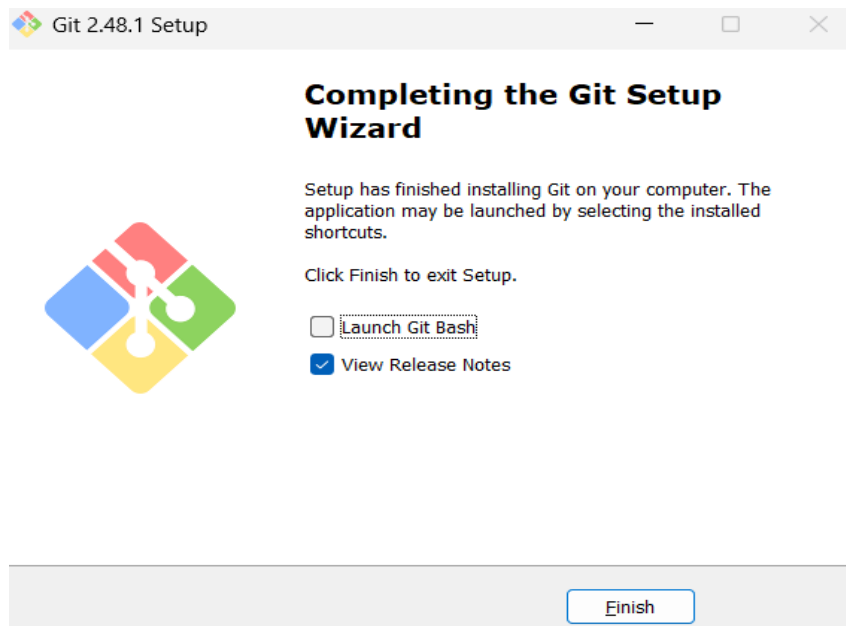 Git 2.48.1 Setup
Completing the Git Setup
Wizard
Setup has finished installing Git on your computer. The
application may be launched by selecting the installed
shortcuts.
Click Finish to exit Setup.
Launch Git Bash
View Release Notes
Finish